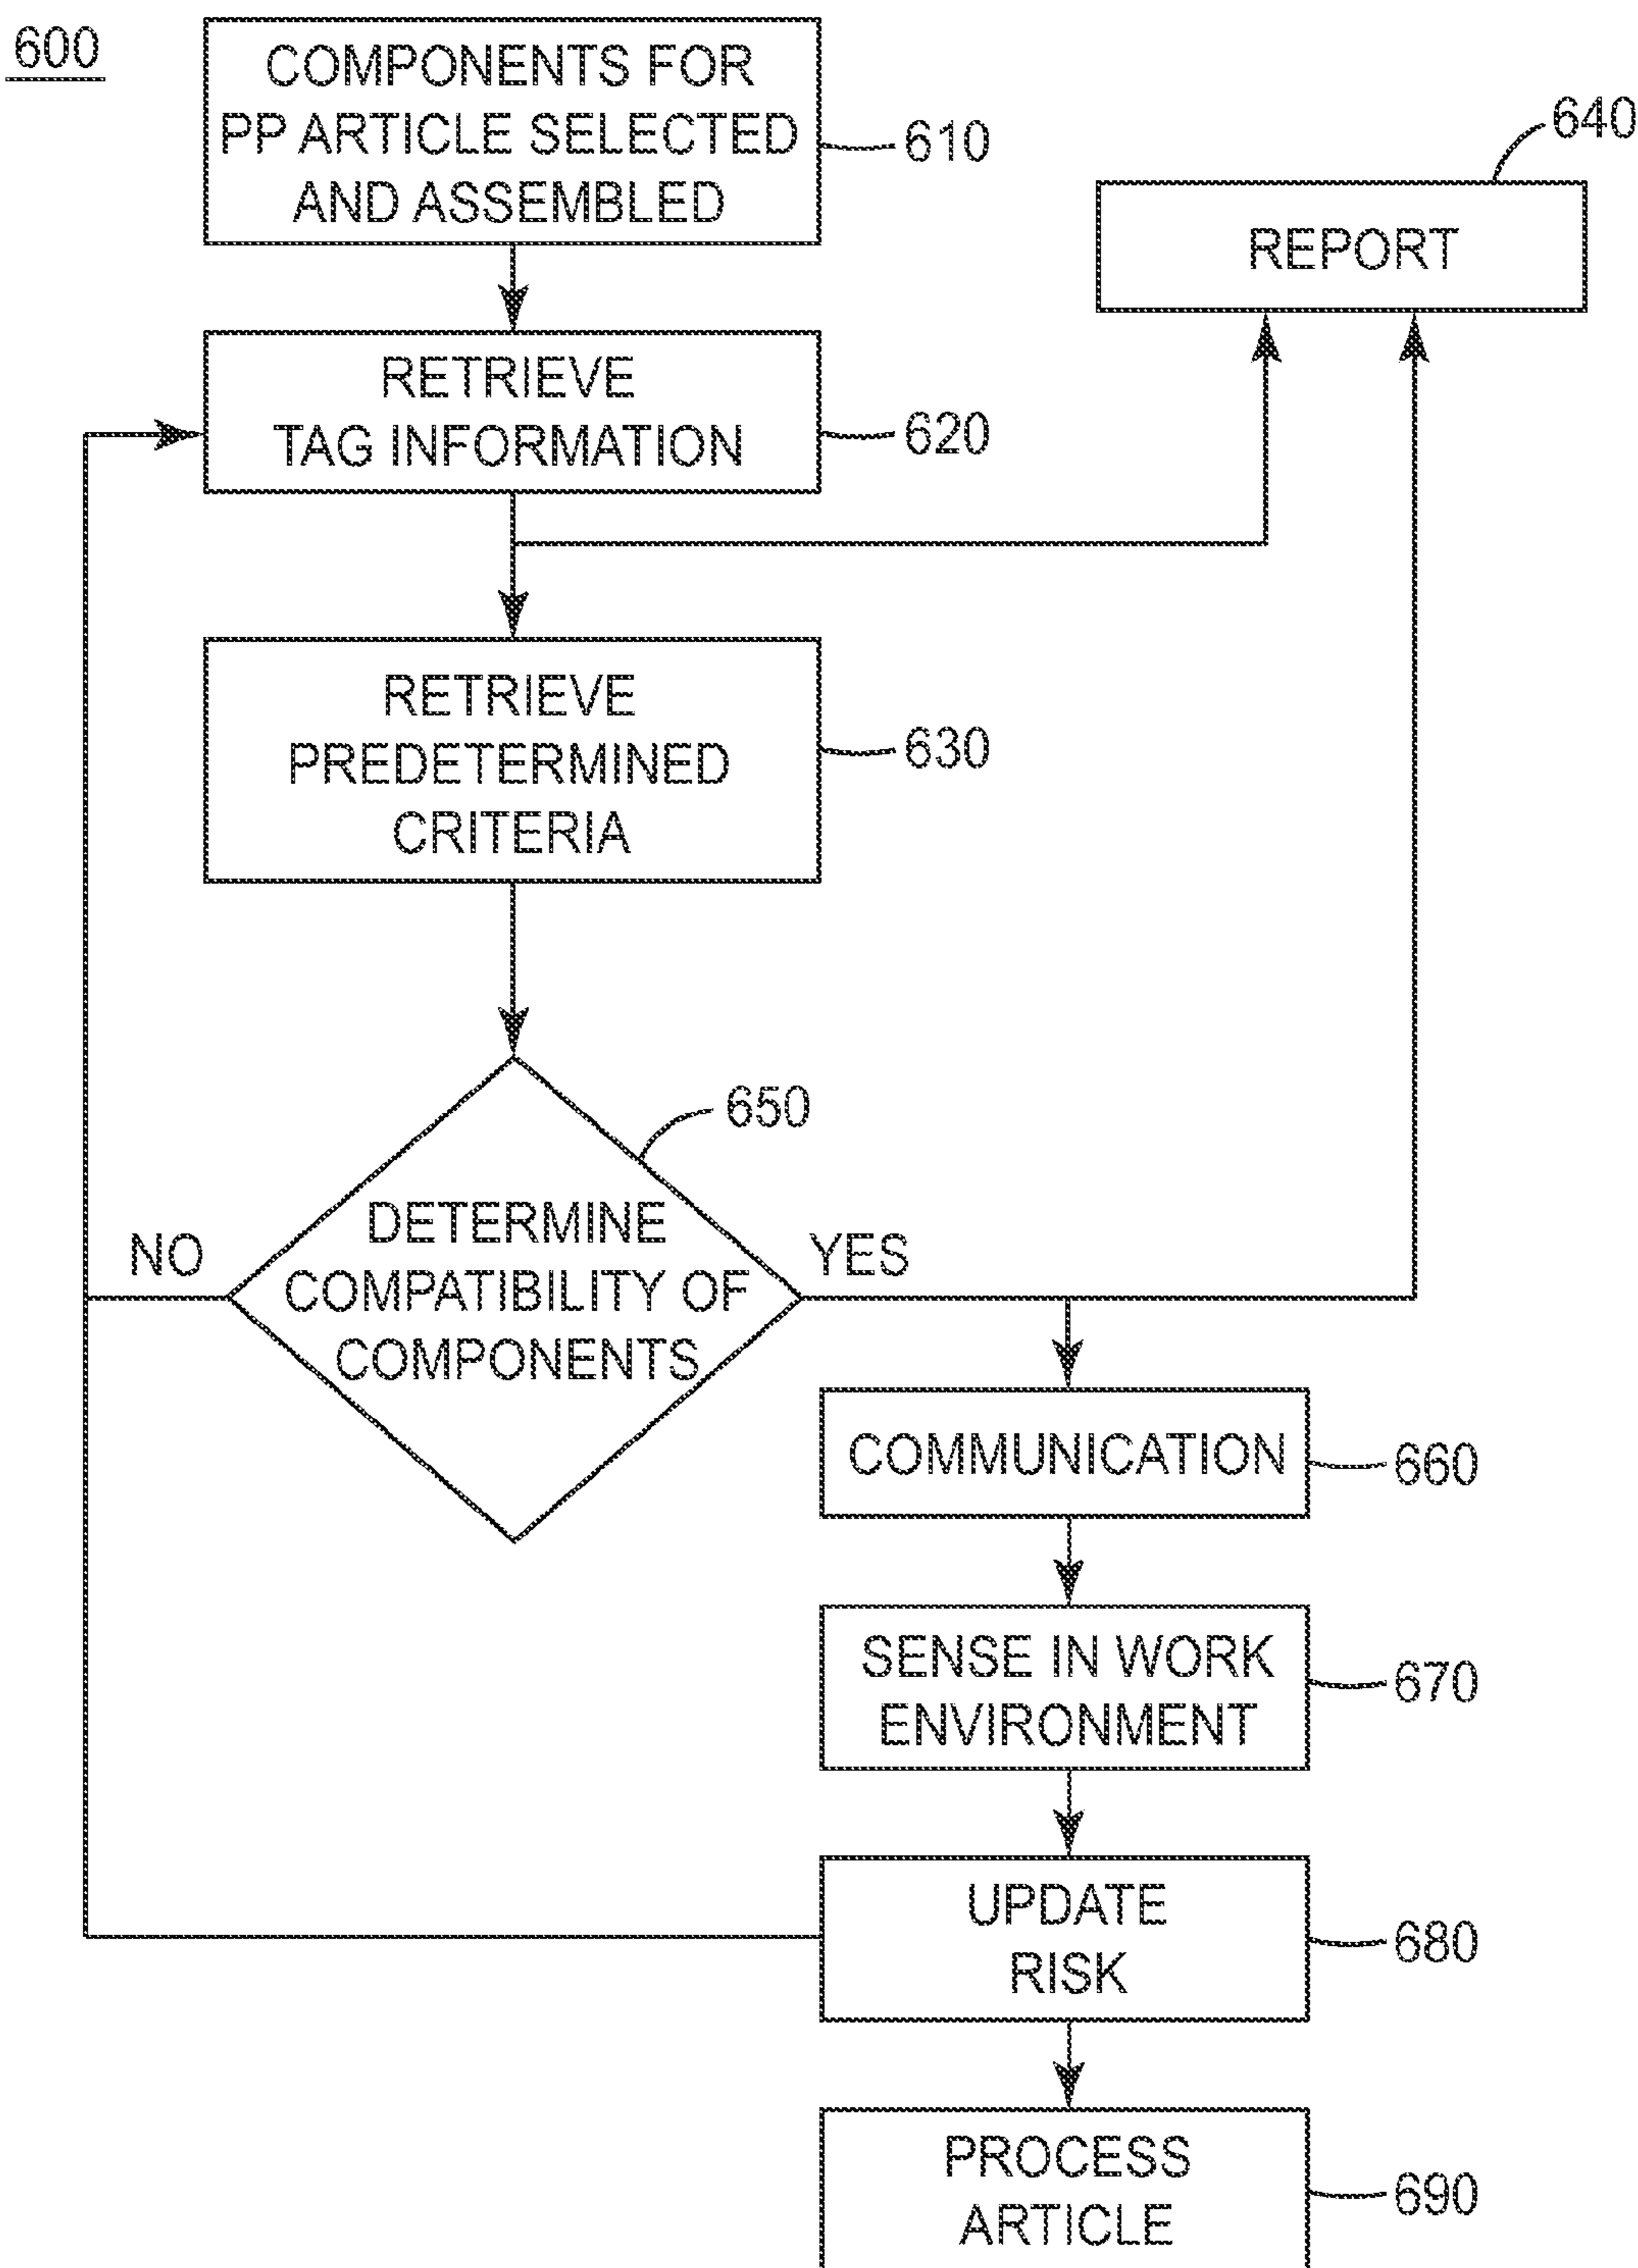 600
COMPONENTS FOR
PP ARTICLE SELECTED
AND ASSEMBLED
610
640
REPORT
RETRIEVE
TAG INFORMATION
620
RETRIEVE
PREDETERMINED
CRITERIA
630
650
DETERMINE
COMPATIBILITY OF
COMPONENTS
NO
YES
COMMUNICATION
660
SENSE IN WORK
ENVIRONMENT
670
UPDATE
RISK
680
PROCESS
ARTICLE
690